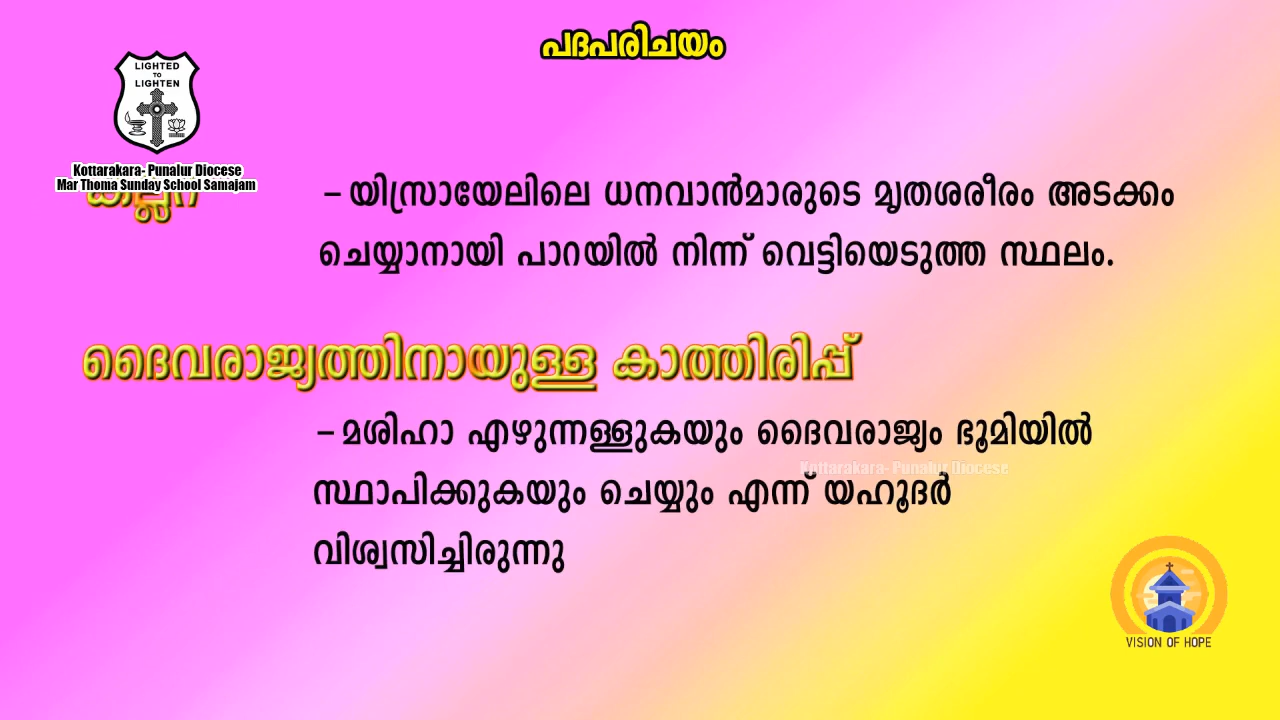 പദപരിചയം
LIGHTED
TO
LIGHTEN
Kottarakara- Punalur Diocese
Mar Thoma Sunday School Samajam
– യിസ്രായേലിലെ ധനവാൻമാരുടെ മൃതശരീരം അടക്കം
ചെയ്യാനായി പാറയിൽ നിന്ന് വെട്ടിയെടുത്ത സ്ഥലം.
ദൈവരാജ്യത്തിനായുള്ള കാത്തിരിപ്പ്
– മശിഹാ എഴുന്നള്ളുകയും ദൈവരാജ്യം ഭൂമിയിൽ
Kottarakara- Punalur Diocese
സ്ഥാപിക്കുകയും ചെയ്യും എന്ന് യഹൂദർ
വിശ്വസിച്ചിരുന്നു
VISION OF HOPE